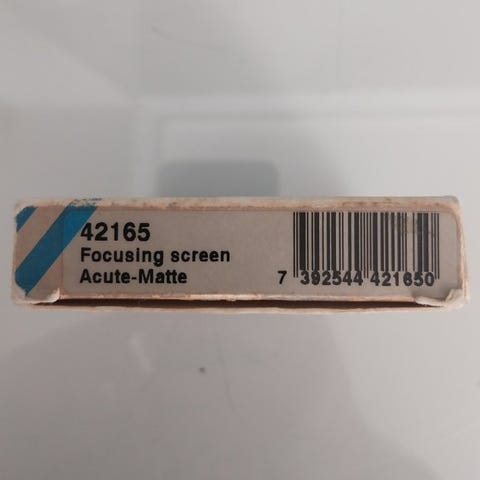 42165
Focusing screen
Acute-Matte
7 392544 421650